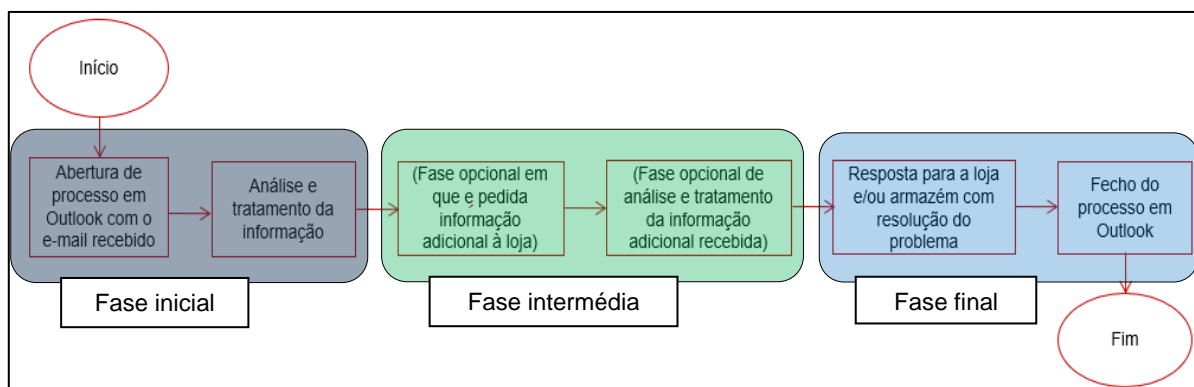 Início
Abertura de
processo em
Outlook com o
e-mail recebido
Análise e
tratamento da
informação
(Fase opcional em
que e pedida
informação
adicional à loja)
(Fase opcional de
análise e tratamento
da informação
adicional recebida)
Resposta para a loja
e/ou armazém com
resolução do
problema
Fecho do
processo em
Outlook
Fase inicial
Fase intermédia
Fase final
Fim